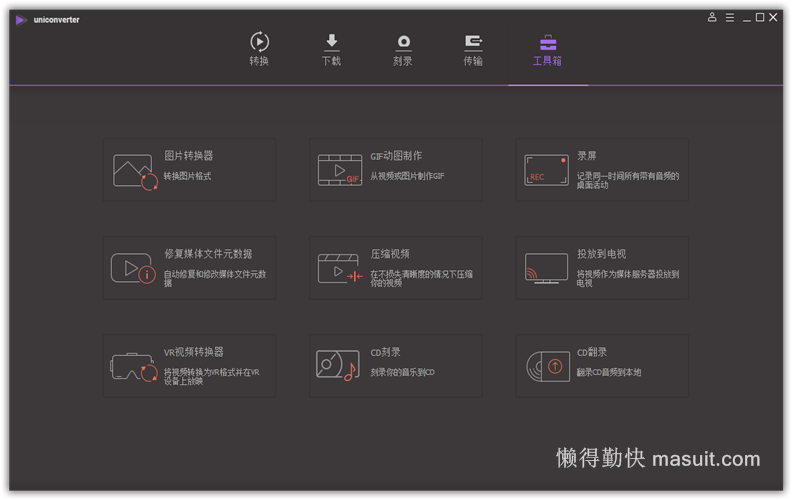 uniconverter
转换
下载
刻录
传输
工具箱
图片转换器
转换图片格式
GIF
GIF动图制作
从视频或图片制作GIF
REC
录屏
记录同一时间所有带有音频的
桌面活动
修复媒体文件元数据
自动修复和修改媒体文件元数
据
压缩视频
在不损失清晰度的情况下压缩
你的视频
投放到电视
将视频作为媒体服务器投放到
电视
VR视频转换器
将视频转换为VR格式并在VR
设备上放映
CD刻录
刻录你的音乐到CD
CD翻录
翻录CD音频到本地
懒得勤快 masuit.com